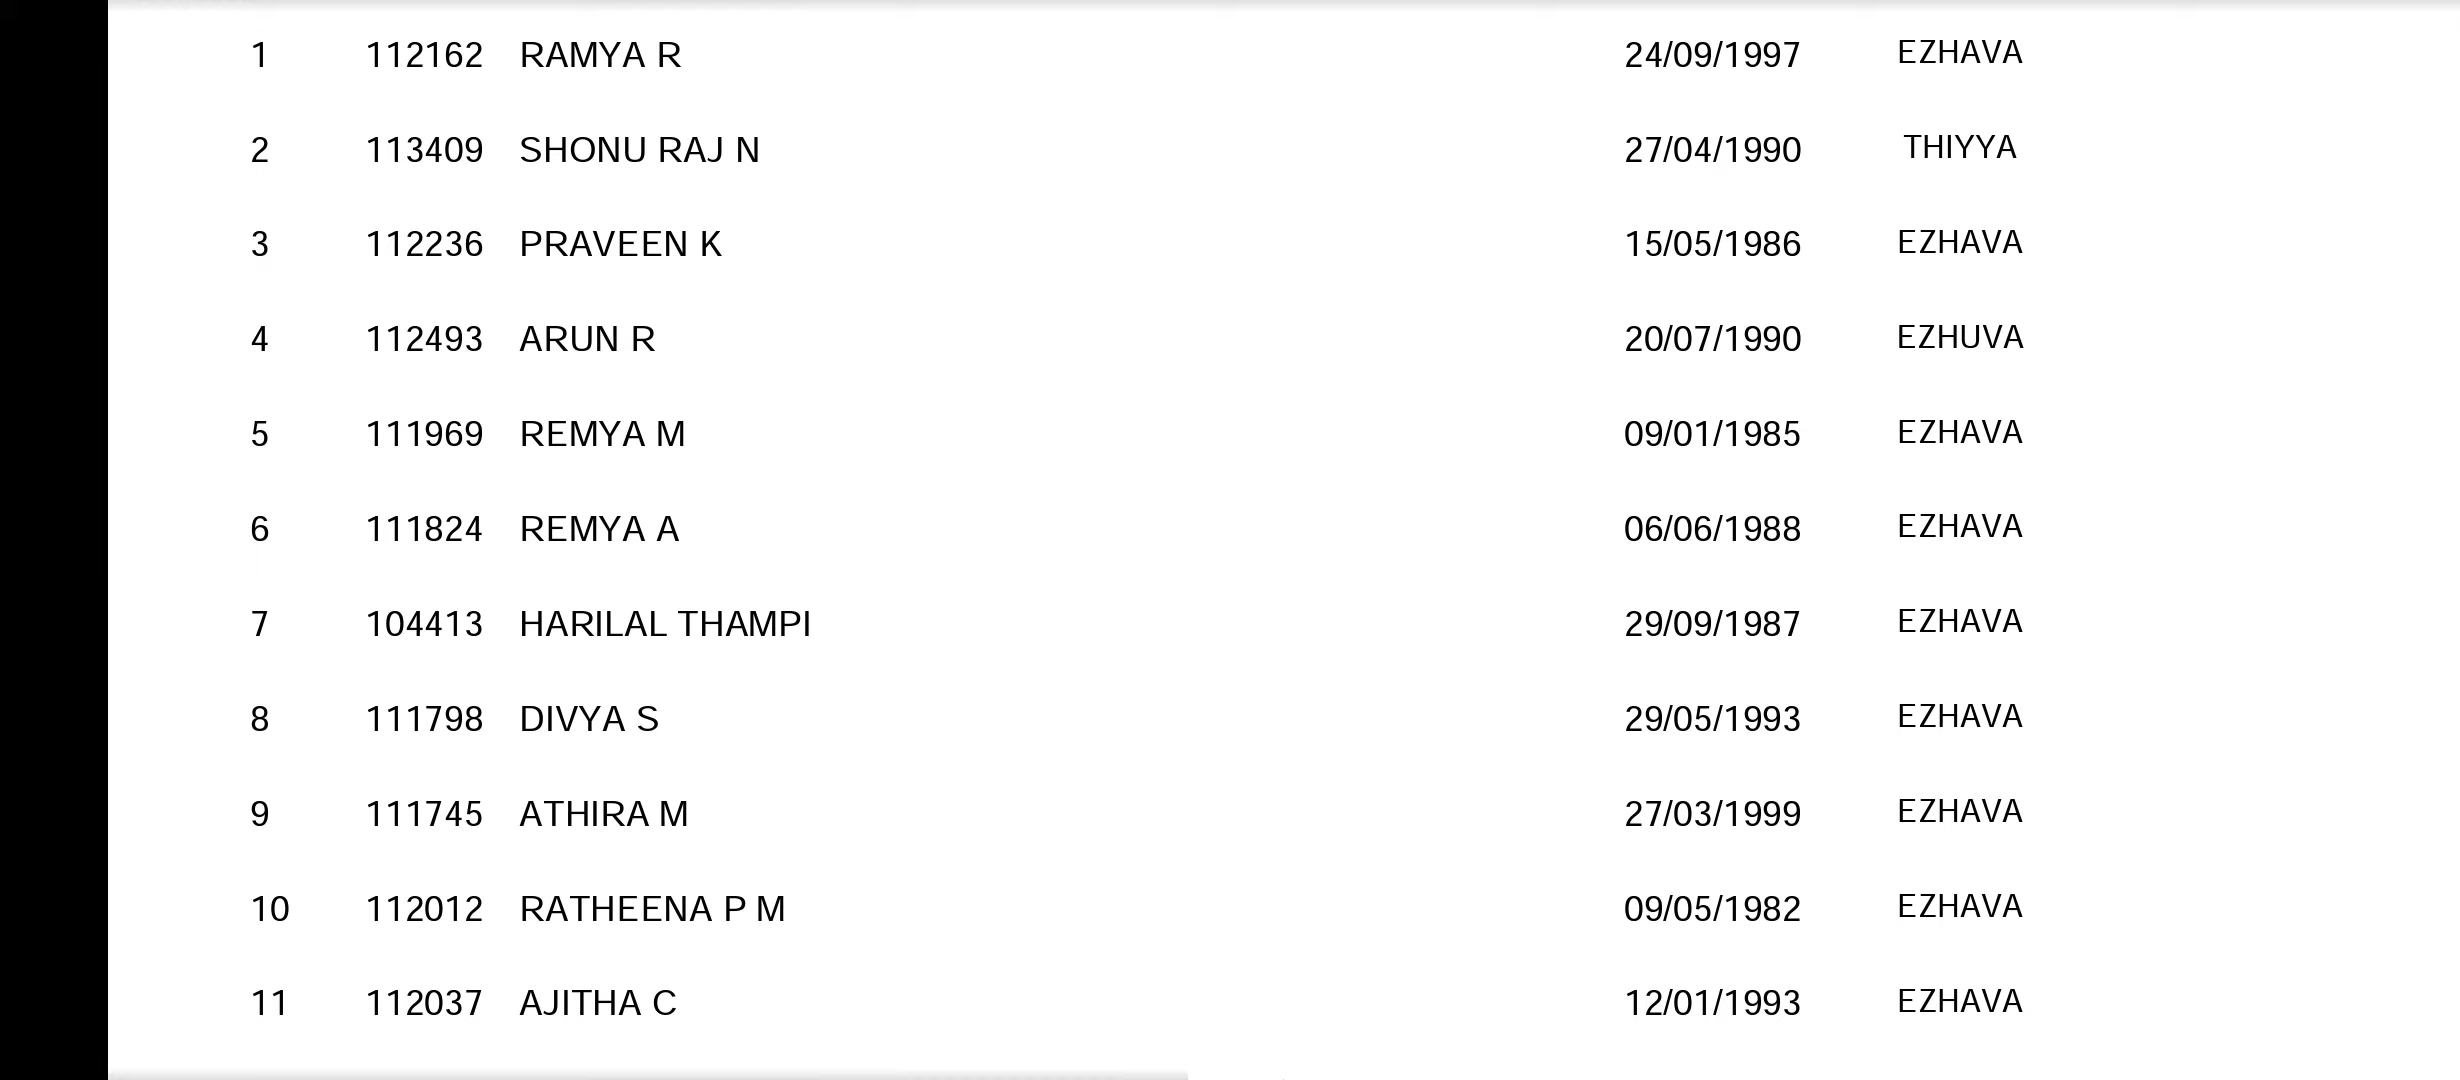 1 112162 RAMYA R 24/09/1997 EZHAVA
2 113409 SHONU RAJ N 27/04/1990 THIYYA
3 112236 PRAVEEN K 15/05/1986 EZHAVA
4 112493 ARUN R 20/07/1990 EZHUVA
5 111969 REMYA M 09/01/1985 EZHAVA
6 111824 REMYA A 06/06/1988 EZHAVA
7 104413 HARILAL THAMPI 29/09/1987 EZHAVA
8 111798 DIVYA S 29/05/1993 EZHAVA
9 111745 ATHIRA M 27/03/1999 EZHAVA
10 112012 RATHEENA P M 09/05/1982 EZHAVA
11 112037 AJITHA C 12/01/1993 EZHAVA